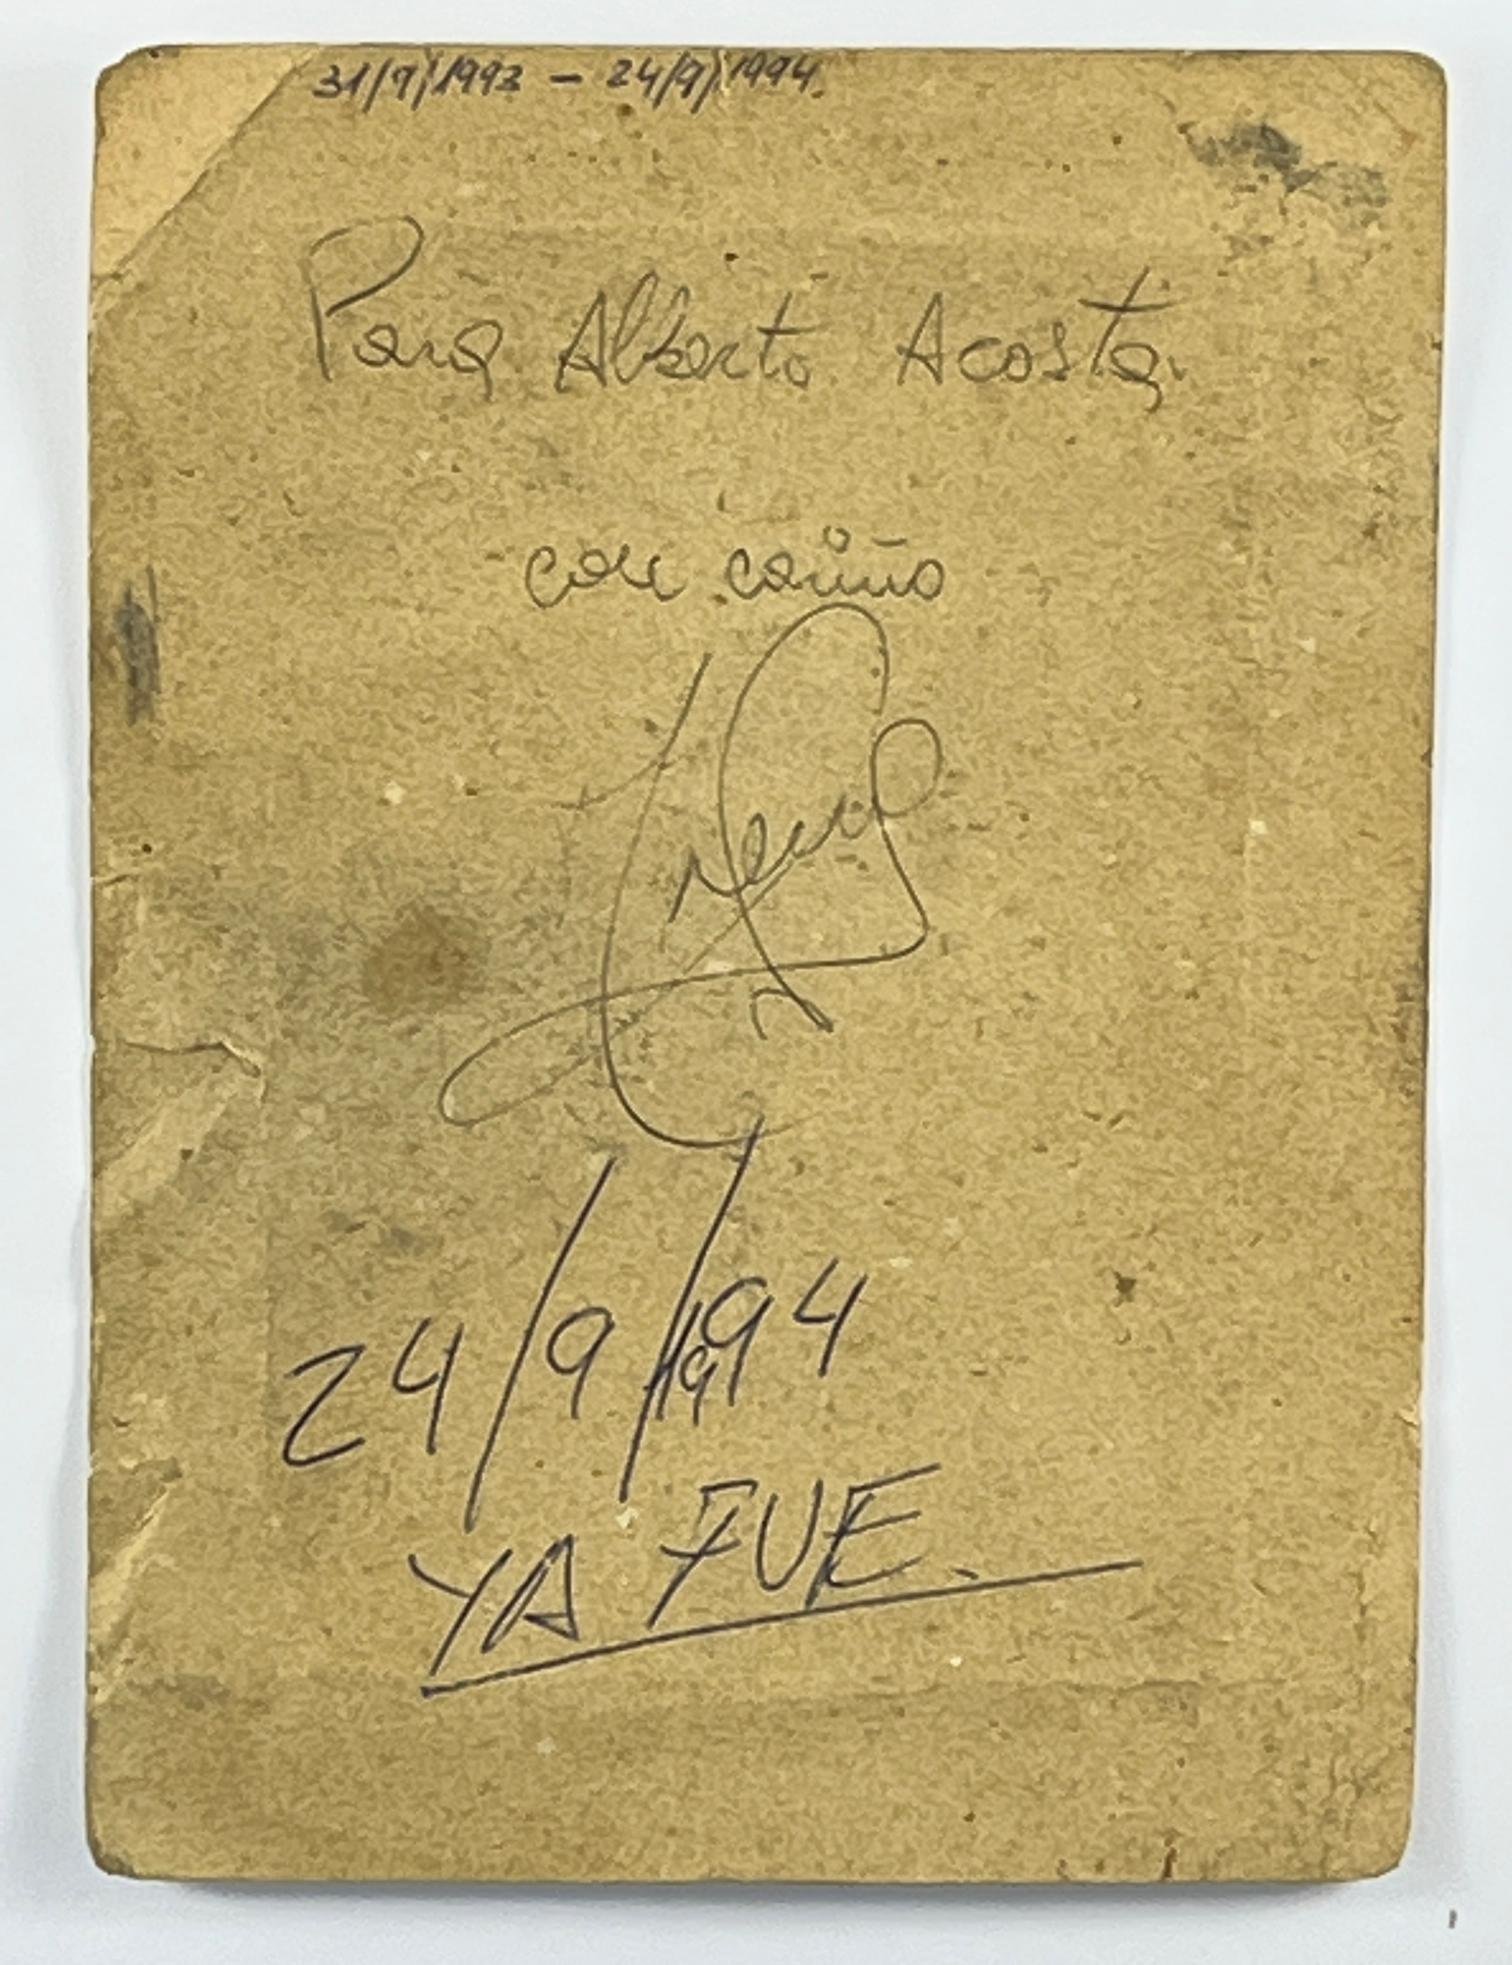 31/7/1993 – 24/9/1994.
Para Alberto Acosta
con cariño
24/9/1994
YA FUE.